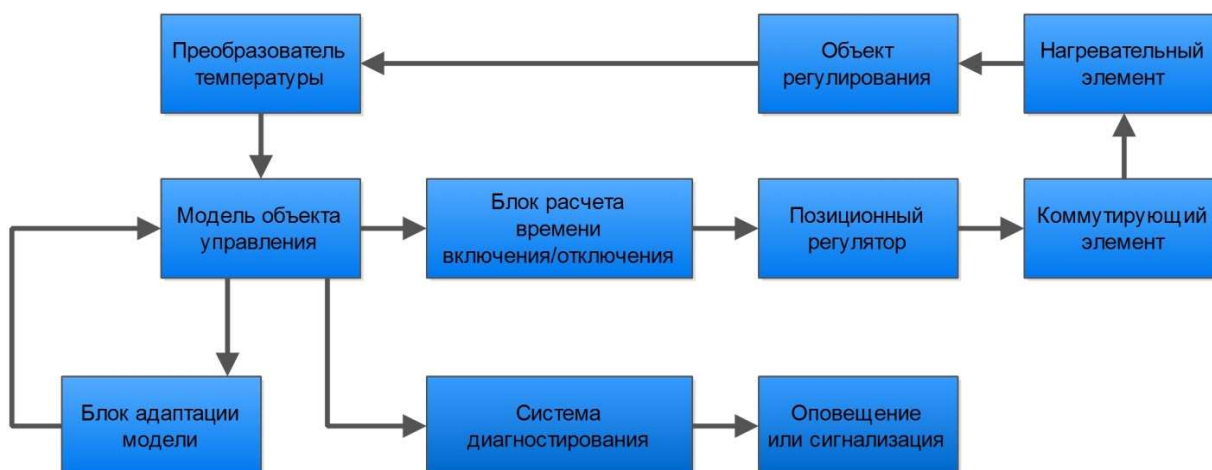 Преобразователь
температуры
Объект
регулирования
Нагревательный
элемент
Модель объекта
управления
Блок расчета
времени
включения/отключения
Позиционный
регулятор
Коммутирующий
элемент
Блок адаптации
модели
Система
диагностирования
Оповещение
или сигнализация